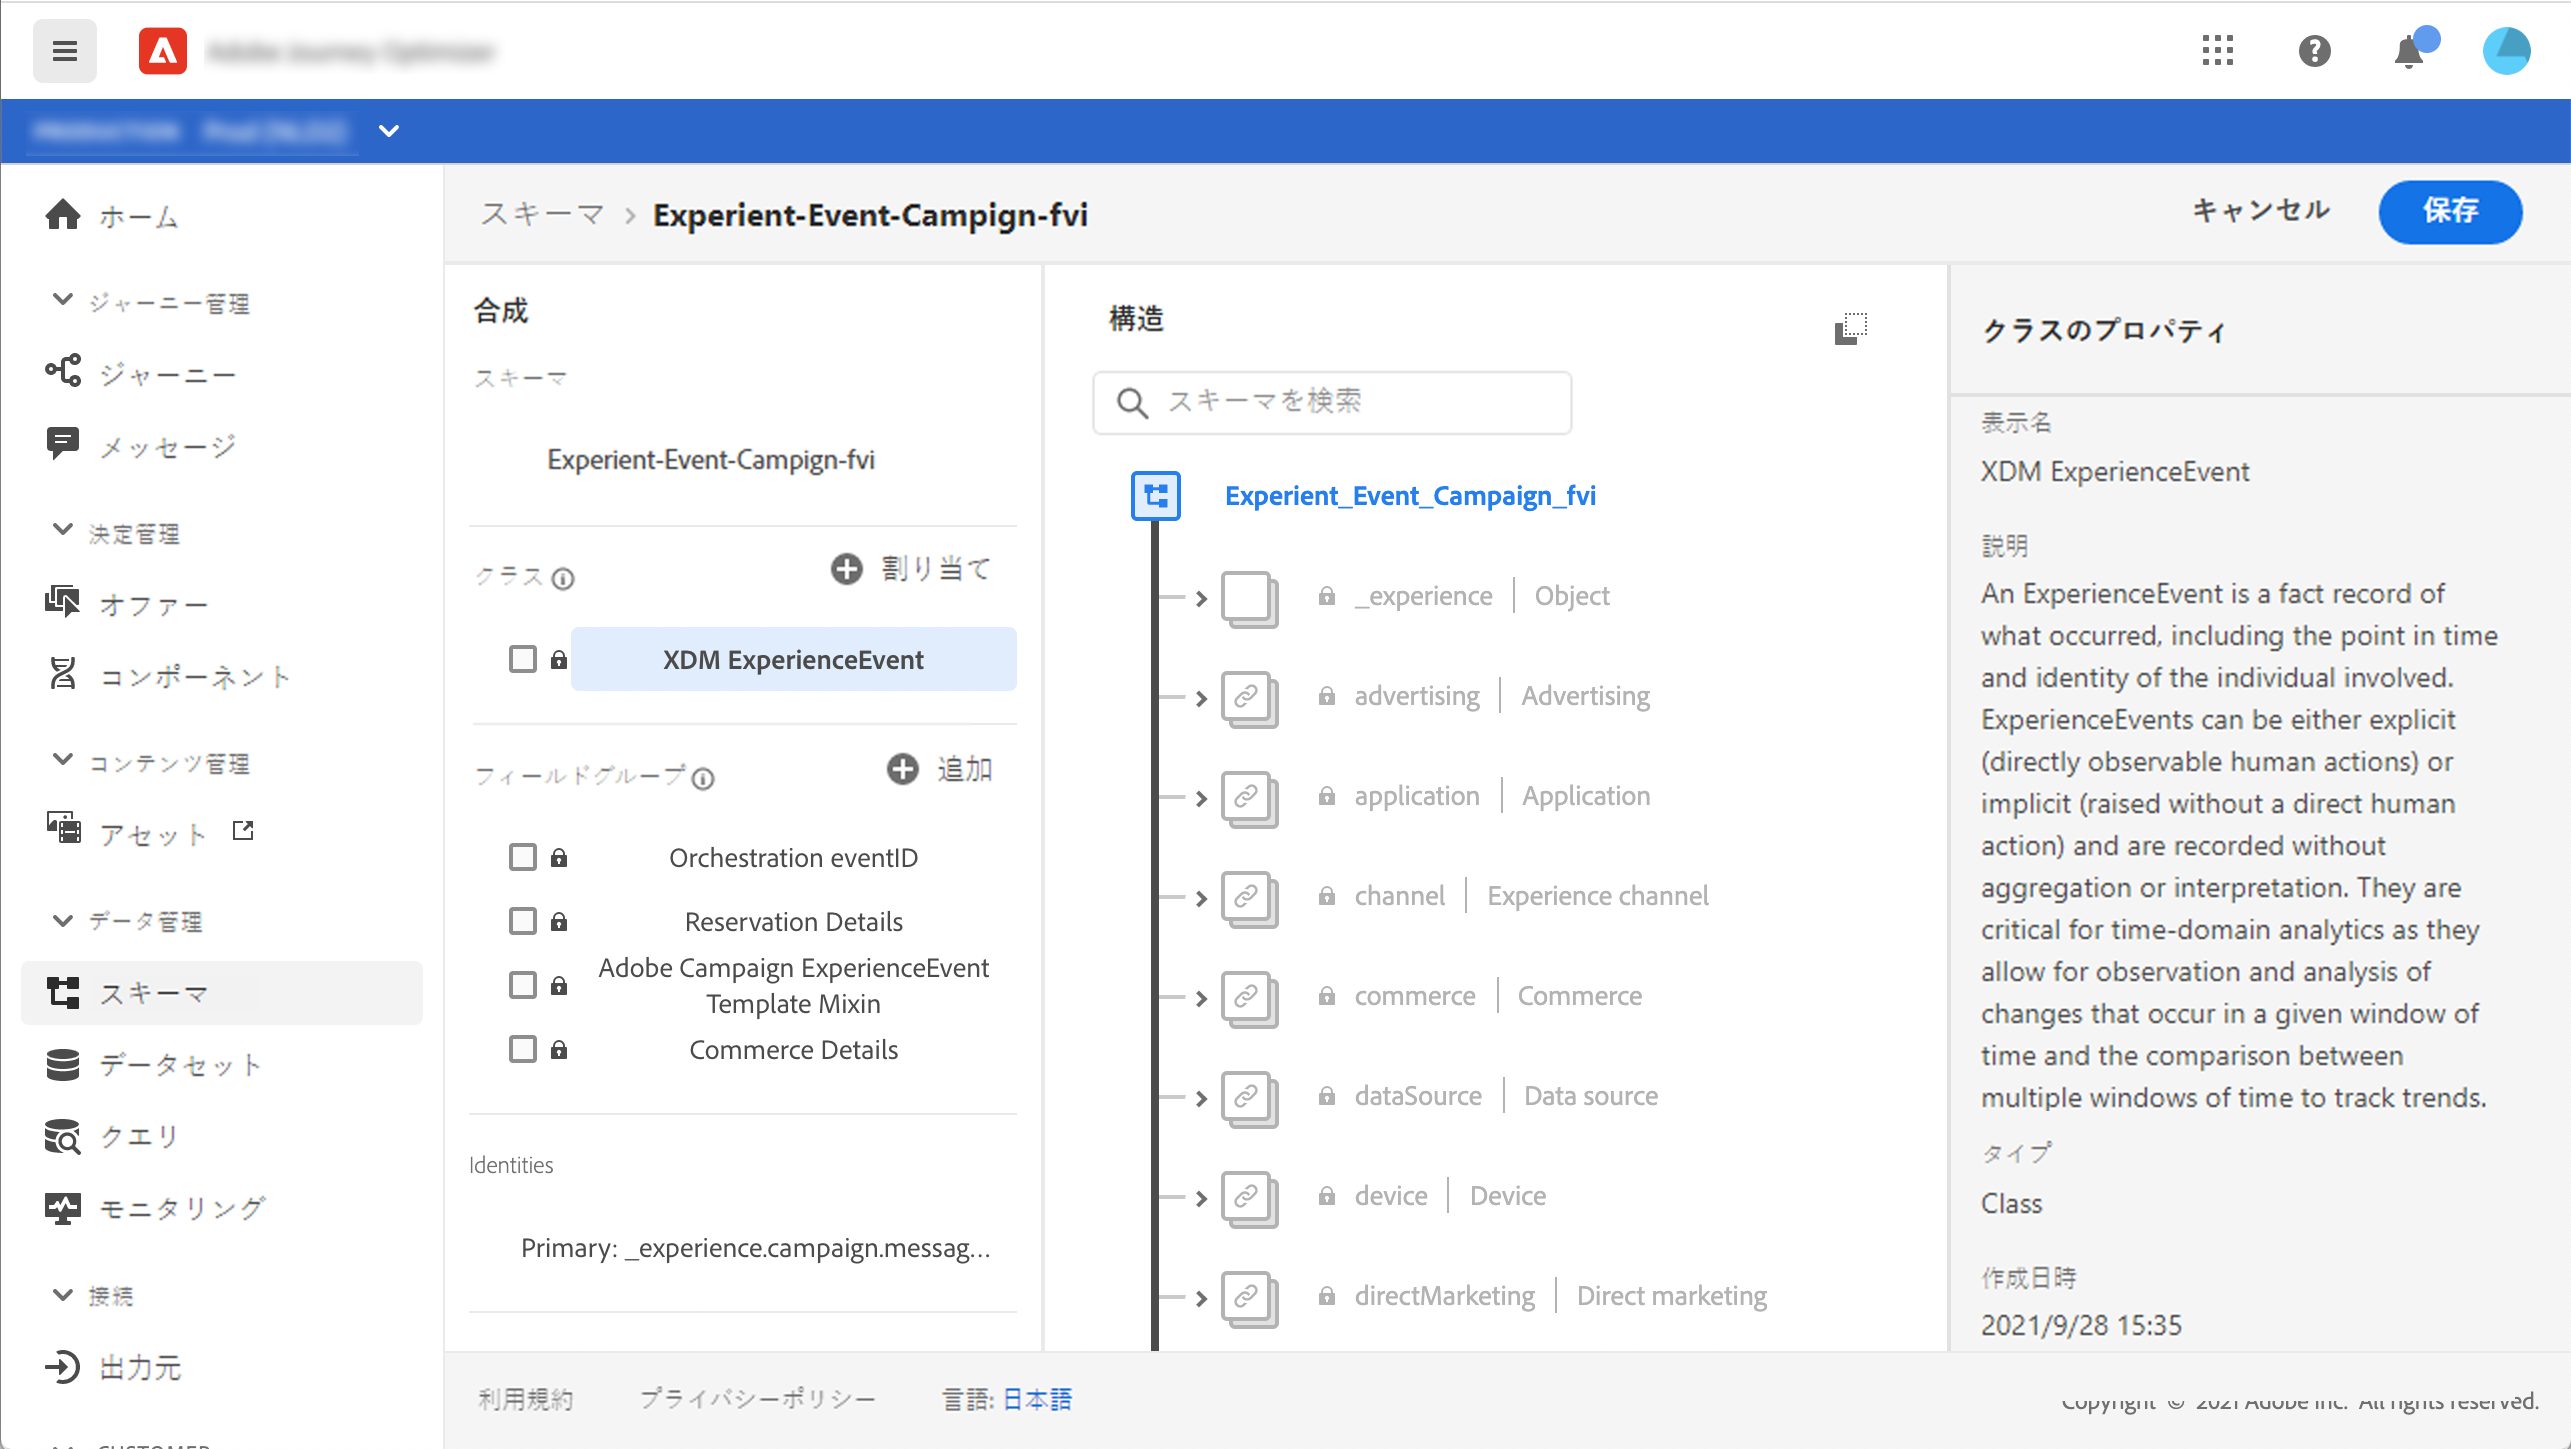 ホーム
ジャーニー管理
ジャーニー
メッセージ
決定管理
オファー
コンポーネント
コンテンツ管理
アセット
データ管理
スキーマ
データセット
クエリ
モニタリング
接続
出力元
スキーマ
Experient-Event-Campign-fvi
キャンセル
保存
合成
スキーマ
Experient-Event-Campign-fvi
クラス
割り当て
XDM ExperienceEvent
フィールドグループ
追加
Orchestration eventID
Reservation Details
Adobe Campaign ExperienceEvent
Template Mixin
Commerce Details
Identities
Primary: _experience.campaign.messag...
構造
スキーマを検索
Experient_Event_Campaign_fvi
_experience | Object
advertising | Advertising
application | Application
channel | Experience channel
commerce | Commerce
dataSource | Data source
device | Device
directMarketing | Direct marketing
クラスのプロパティ
表示名
XDM ExperienceEvent
説明
An ExperienceEvent is a fact record of
what occurred, including the point in time
and identity of the individual involved.
ExperienceEvents can be either explicit
(directly observable human actions) or
implicit (raised without a direct human
action) and are recorded without
aggregation or interpretation. They are
critical for time-domain analytics as they
allow for observation and analysis of
changes that occur in a given window of
time and the comparison between
multiple windows of time to track trends.
タイプ
Class
作成日時
2021/9/28 15:35
利用規約
プライバシーポリシー
言語: 日本語
Copyright © 2021 Adobe Inc. All rights reserved.